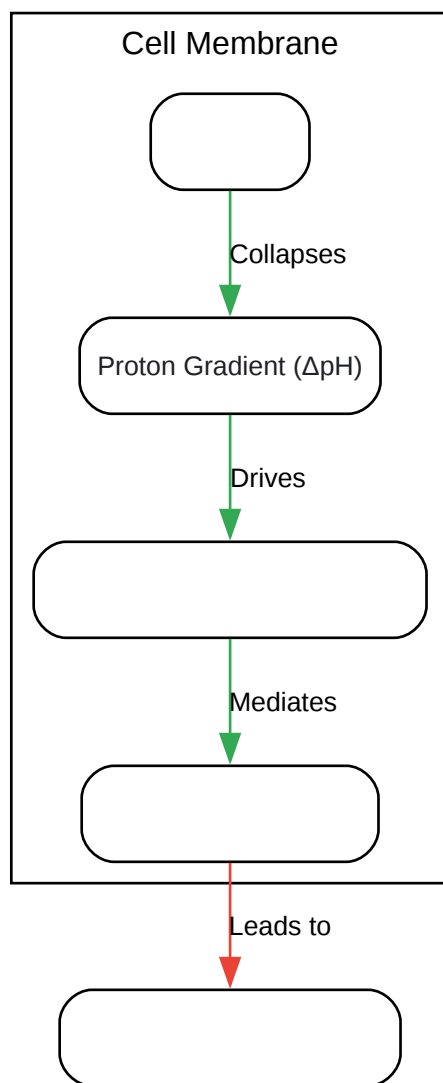 Cell Membrane
Collapses
Proton Gradient (ΔpH)
Drives
Mediates
Leads to